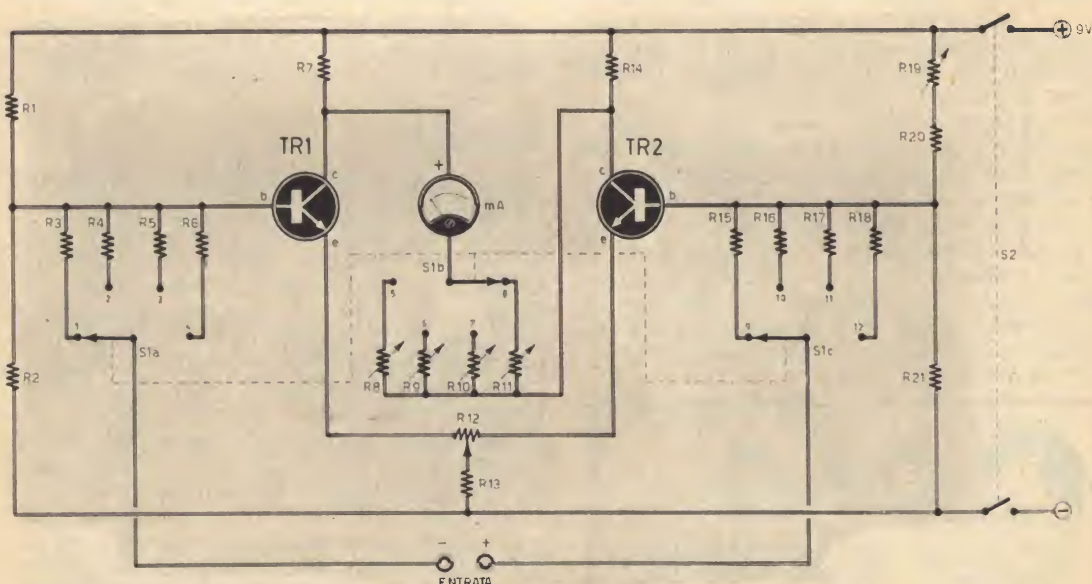 + 9V
R7
R14
R19
R1
R20
TR1
TR2
c
+
c
b
mA
b
R3
R4
R5
R6
R15
R16
R17
R18
e
e
S1b
S2
2
3
5
8
10
11
1
4
6
7
9
12
S1a
S1c
R2
R8
R9
R10
R11
R21
R12
R13
−
− +
ENTRATA